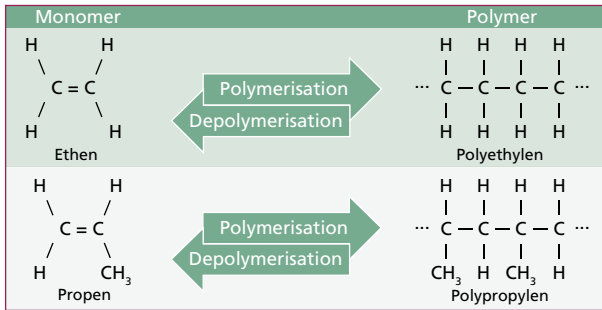 Monomer Polymer
H H H H H H
C = C Polymerisation ··· C — C — C — C ···
Depolymerisation
H H H H H H
Ethen Polyethylen
H H H H H H
C = C Polymerisation ··· C — C — C — C ···
Depolymerisation
H CH₃ CH₃ H CH₃ H
Propen Polypropylen